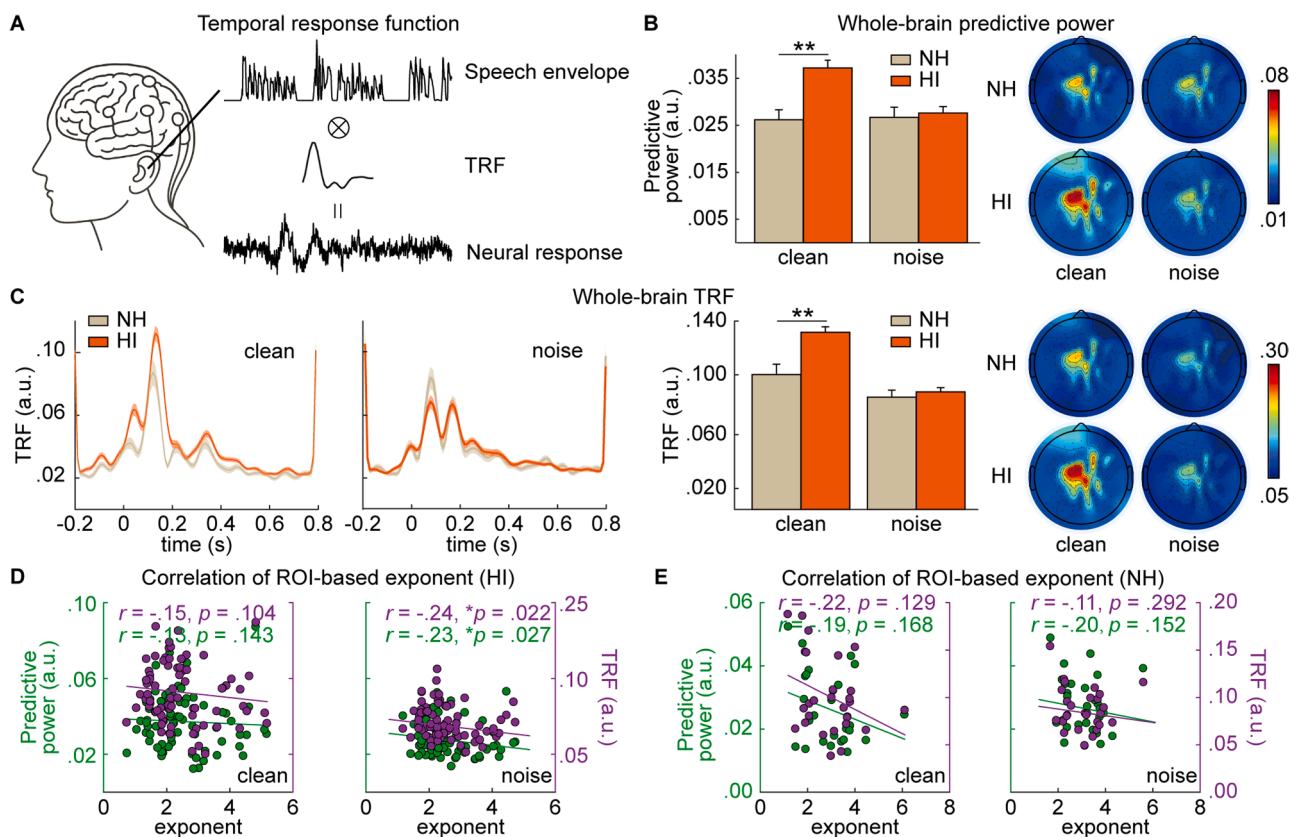 A
Temporal response function
Speech envelope
TRF
Neural response
B
Whole-brain predictive power
Predictive
power (a.u.)
.035
.025
.015
.005
**
NH
HI
clean
noise
NH
HI
clean
noise
.08
.01
C
Whole-brain TRF
TRF (a.u.)
.10
.06
.02
NH
HI
clean
-0.2
0
0.2
0.4
0.6
0.8
time (s)
noise
-0.2
0
0.2
0.4
0.6
0.8
time (s)
TRF (a.u.)
.140
.100
.060
.020
**
NH
HI
clean
noise
NH
HI
clean
noise
.30
.05
D
Correlation of ROI-based exponent (HI)
Predictive
power (a.u.)
.10
.06
.02
r = -.15, p = .104
r = -.13, p = .143
clean
0
2
4
6
exponent
r = -.24, *p = .022
r = -.23, *p = .027
noise
0
2
4
6
exponent
.25
.10
.05
TRF (a.u.)
E
Correlation of ROI-based exponent (NH)
Predictive
power (a.u.)
.06
.04
.02
.00
r = -.22, p = .129
r = -.19, p = .168
clean
0
2
4
6
8
exponent
r = -.11, p = .292
r = -.20, p = .152
noise
0
2
4
6
8
exponent
.20
.15
.10
.05
.00
TRF (a.u.)